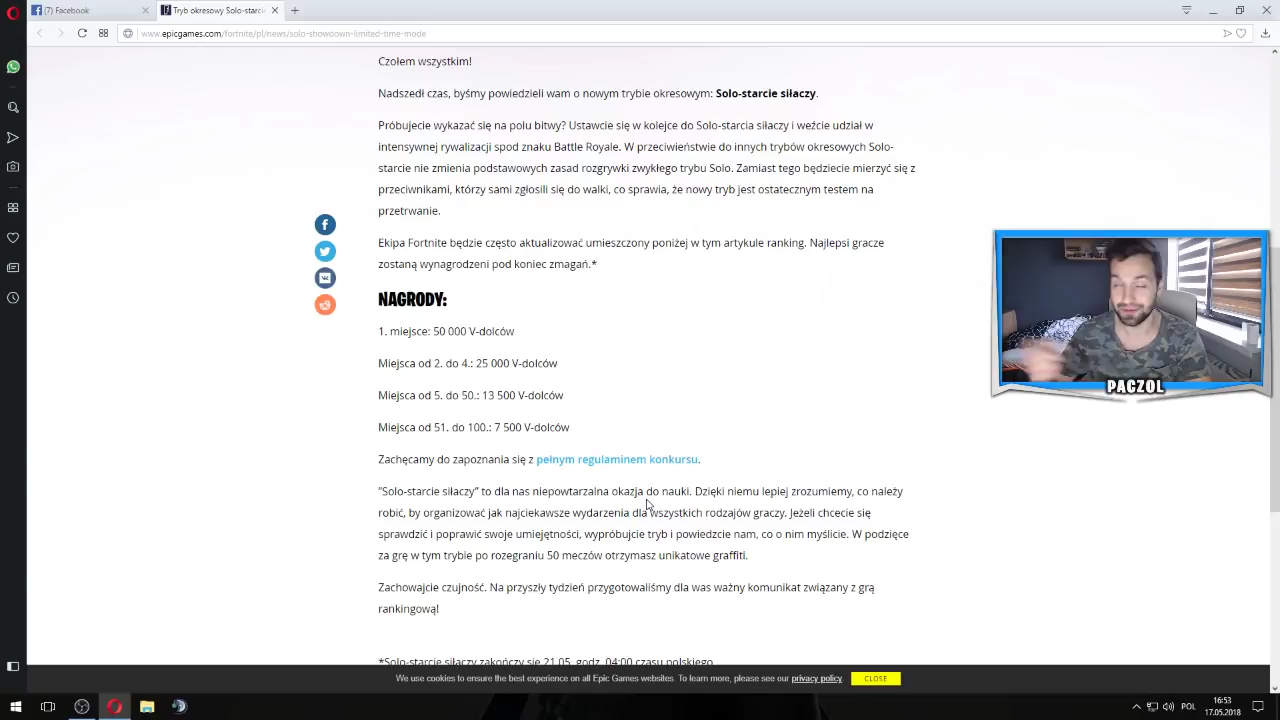 (7) Facebook
Tryb okresowy Solo-starcie
www.epicgames.com/fortnite/pl/news/solo-showdown-limited-time-mode
Czołem wszystkim!
Nadszedł czas, byśmy powiedzieli wam o nowym trybie okresowym: Solo-starcie siłaczy.
Próbujecie wykazać się na polu bitwy? Ustawcie się w kolejce do Solo-starcia siłaczy i weźcie udział w
intensywnej rywalizacji spod znaku Battle Royale. W przeciwieństwie do innych trybów okresowych Solo-
starcie nie zmienia podstawowych zasad rozgrywki zwykłego trybu Solo. Zamiast tego będziecie mierzyć się z
przeciwnikami, którzy sami zgłosili się do walki, co sprawia, że nowy tryb jest ostatecznym testem na
przetrwanie.
Ekipa Fortnite będzie często aktualizować umieszczony poniżej w tym artykule ranking. Najlepsi gracze
zostaną wynagrodzeni pod koniec zmagań.*
NAGRODY:
1. miejsce: 50 000 V-dolców
Miejsca od 2. do 4.: 25 000 V-dolców
Miejsca od 5. do 50.: 13 500 V-dolców
Miejsca od 51. do 100.: 7 500 V-dolców
Zachęcamy do zapoznania się z pełnym regulaminem konkursu.
"Solo-starcie siłaczy" to dla nas niepowtarzalna okazja do nauki. Dzięki niemu lepiej zrozumiemy, co należy
robić, by organizować jak najciekawsze wydarzenia dla wszystkich rodzajów graczy. Jeżeli chcecie się
sprawdzić i poprawić swoje umiejętności, wypróbujcie tryb i powiedzcie nam, co o nim myślicie. W podzięce
za grę w tym trybie po rozegraniu 50 meczów otrzymasz unikatowe graffiti.
Zachowajcie czujność. Na przyszły tydzień przygotowaliśmy dla was ważny komunikat związany z grą
rankingową!
*Solo-starcie siłaczy zakończy się 21.05. godz. 04:00 czasu polskiego
PACZOL
We use cookies to ensure the best experience on all Epic Games websites. To learn more, please see our privacy policy
CLOSE
POL
16:53
17.05.2018